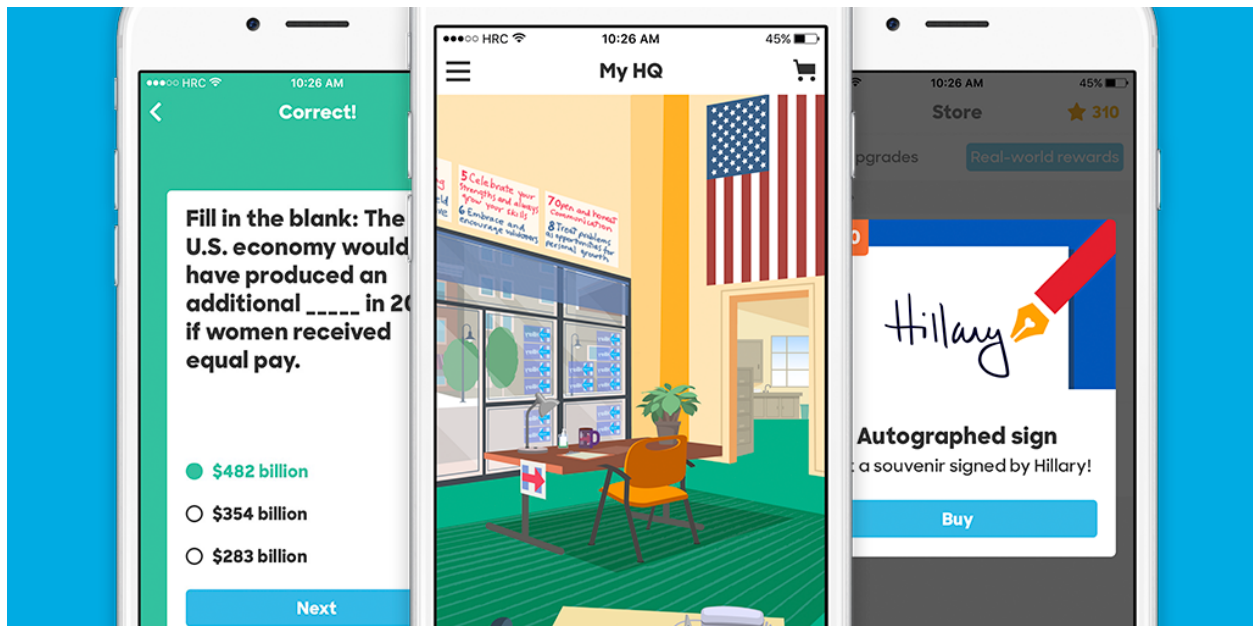 HRC
10:26 AM
Correct!
Fill in the blank: The
U.S. economy would
have produced an
additional _____ in 20
if women received
equal pay.
$482 billion
$354 billion
$283 billion
Next
HRC
10:26 AM
45%
My HQ
5 Celebrate your
strengths and always
grow your skills
6 Embrace and
encourage
7 Open and honest
communication
8 Treat problems
as opportunities for
personal growth
H
10:26 AM
45%
Store
310
pgrades
Real-world rewards
0
Hillary
Autographed sign
a souvenir signed by Hillary!
Buy